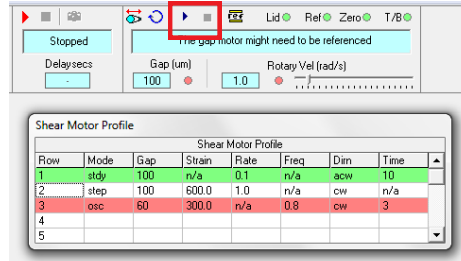 Lid Ref Zero T/B
Stopped
The gap motor might need to be referenced
Delaysecs Gap (um) Rotary Vel (rad/s)
- 100 1.0
Shear Motor Profile
Shear Motor Profile
Row Mode Gap Strain Rate Freq Dirn Time
1 stdy 100 n/a 0.1 n/a acw 10
2 step 100 600.0 1.0 n/a cw n/a
3 osc 60 300.0 n/a 0.8 cw 3
4
5